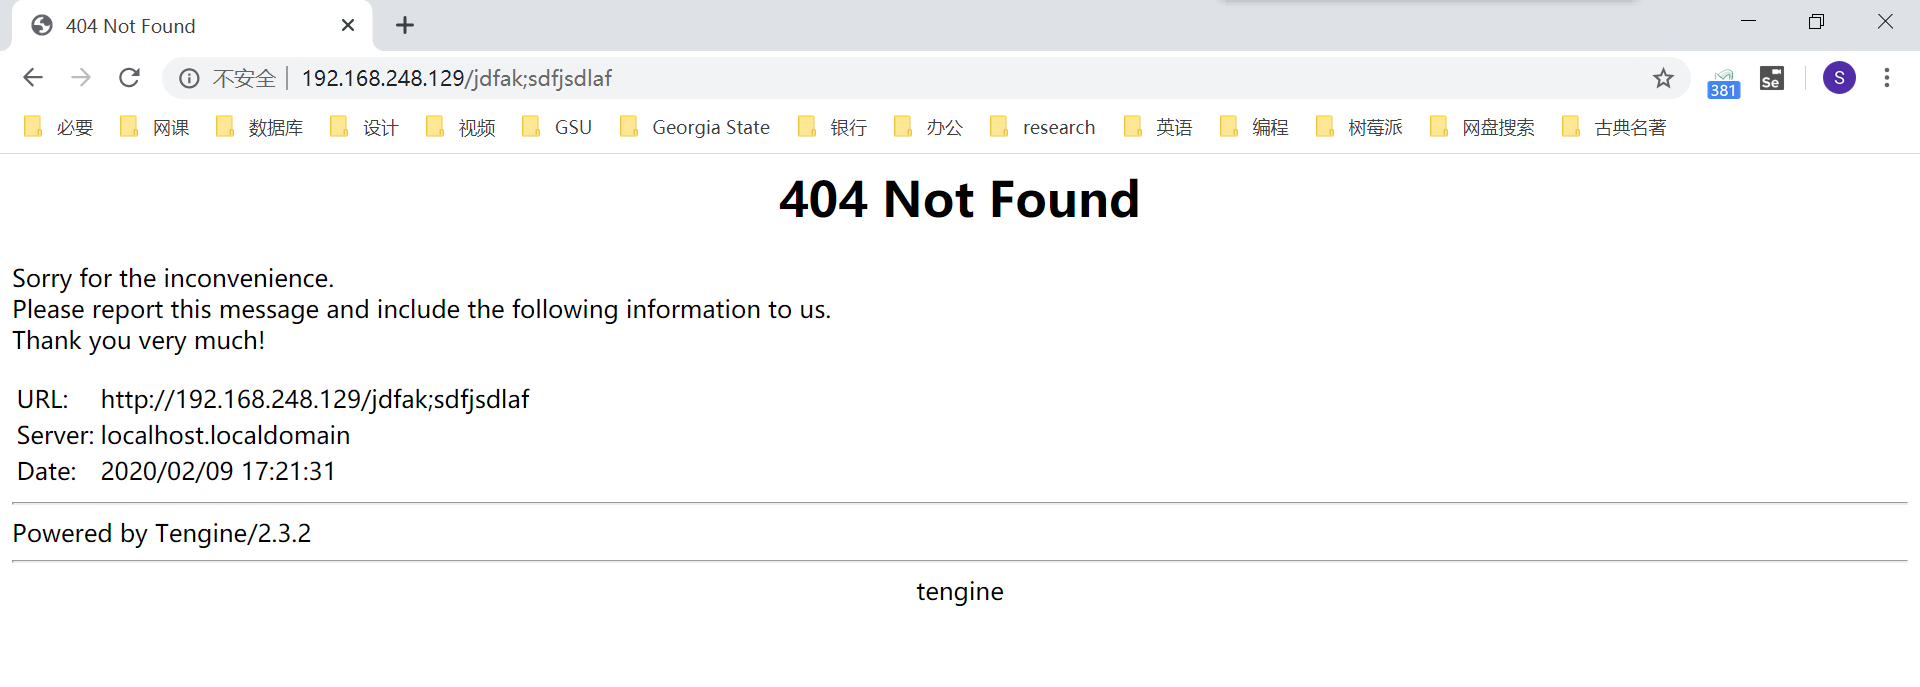 404 Not Found
不安全 192.168.248.129/jdfak;sdfjsdlaf
381
Se
S
必要 网课 数据库 设计 视频 GSU Georgia State 银行 办公 research 英语 编程 树莓派 网盘搜索 古典名著
404 Not Found
Sorry for the inconvenience.
Please report this message and include the following information to us.
Thank you very much!
URL: http://192.168.248.129/jdfak;sdfjsdlaf
Server: localhost.localdomain
Date: 2020/02/09 17:21:31
Powered by Tengine/2.3.2
tengine